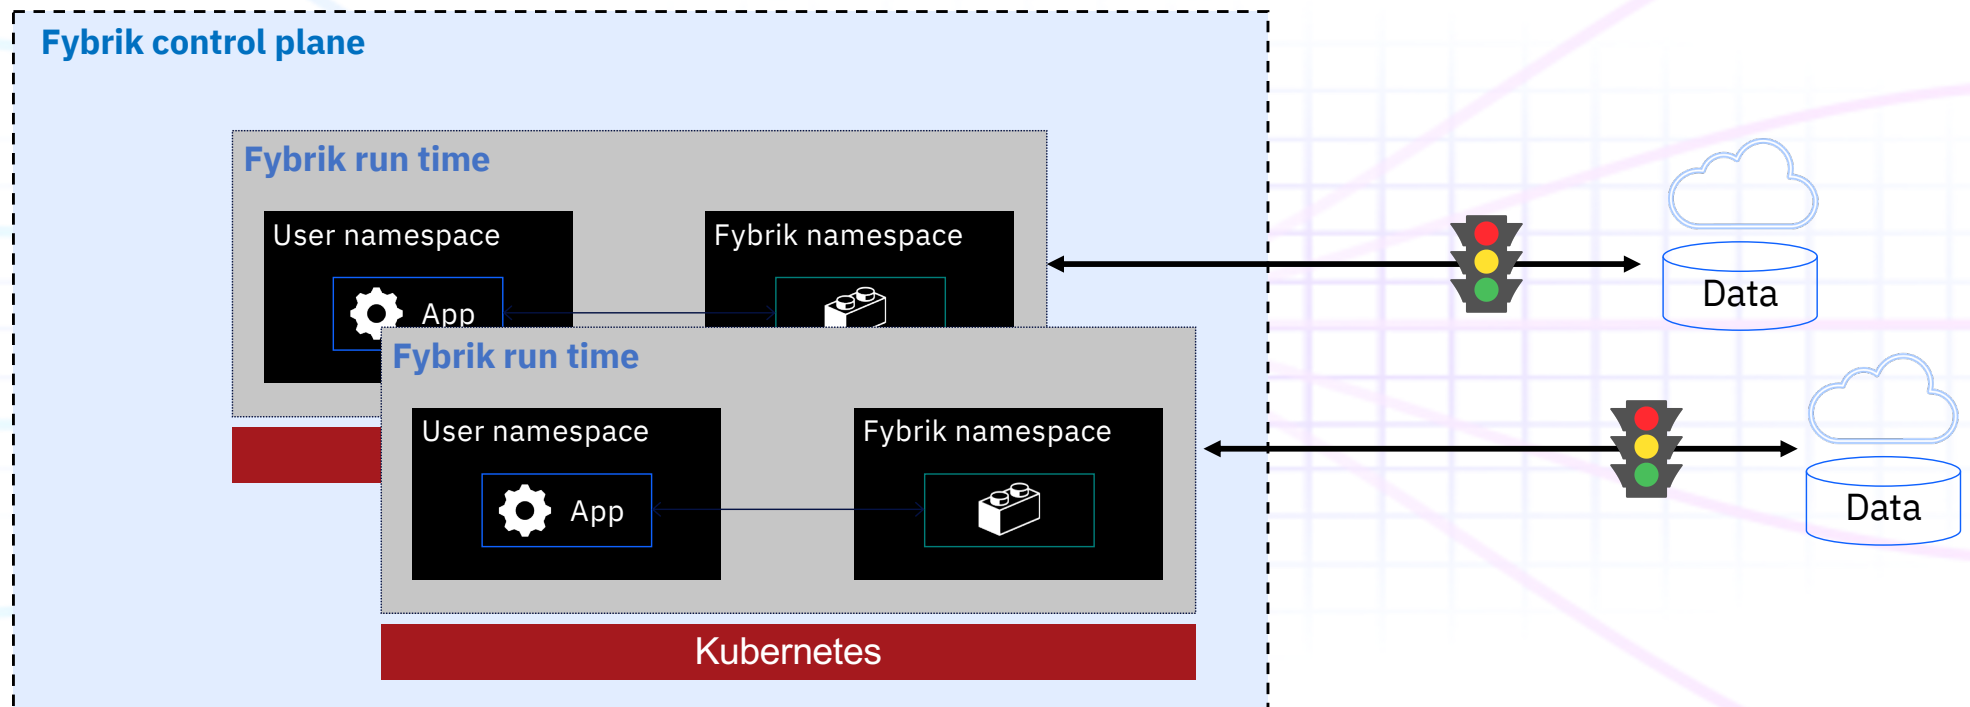 Fybrik control plane
Fybrik run time
User namespace
Fybrik namespace
App
Data
Fybrik run time
User namespace
Fybrik namespace
App
Data
Kubernetes